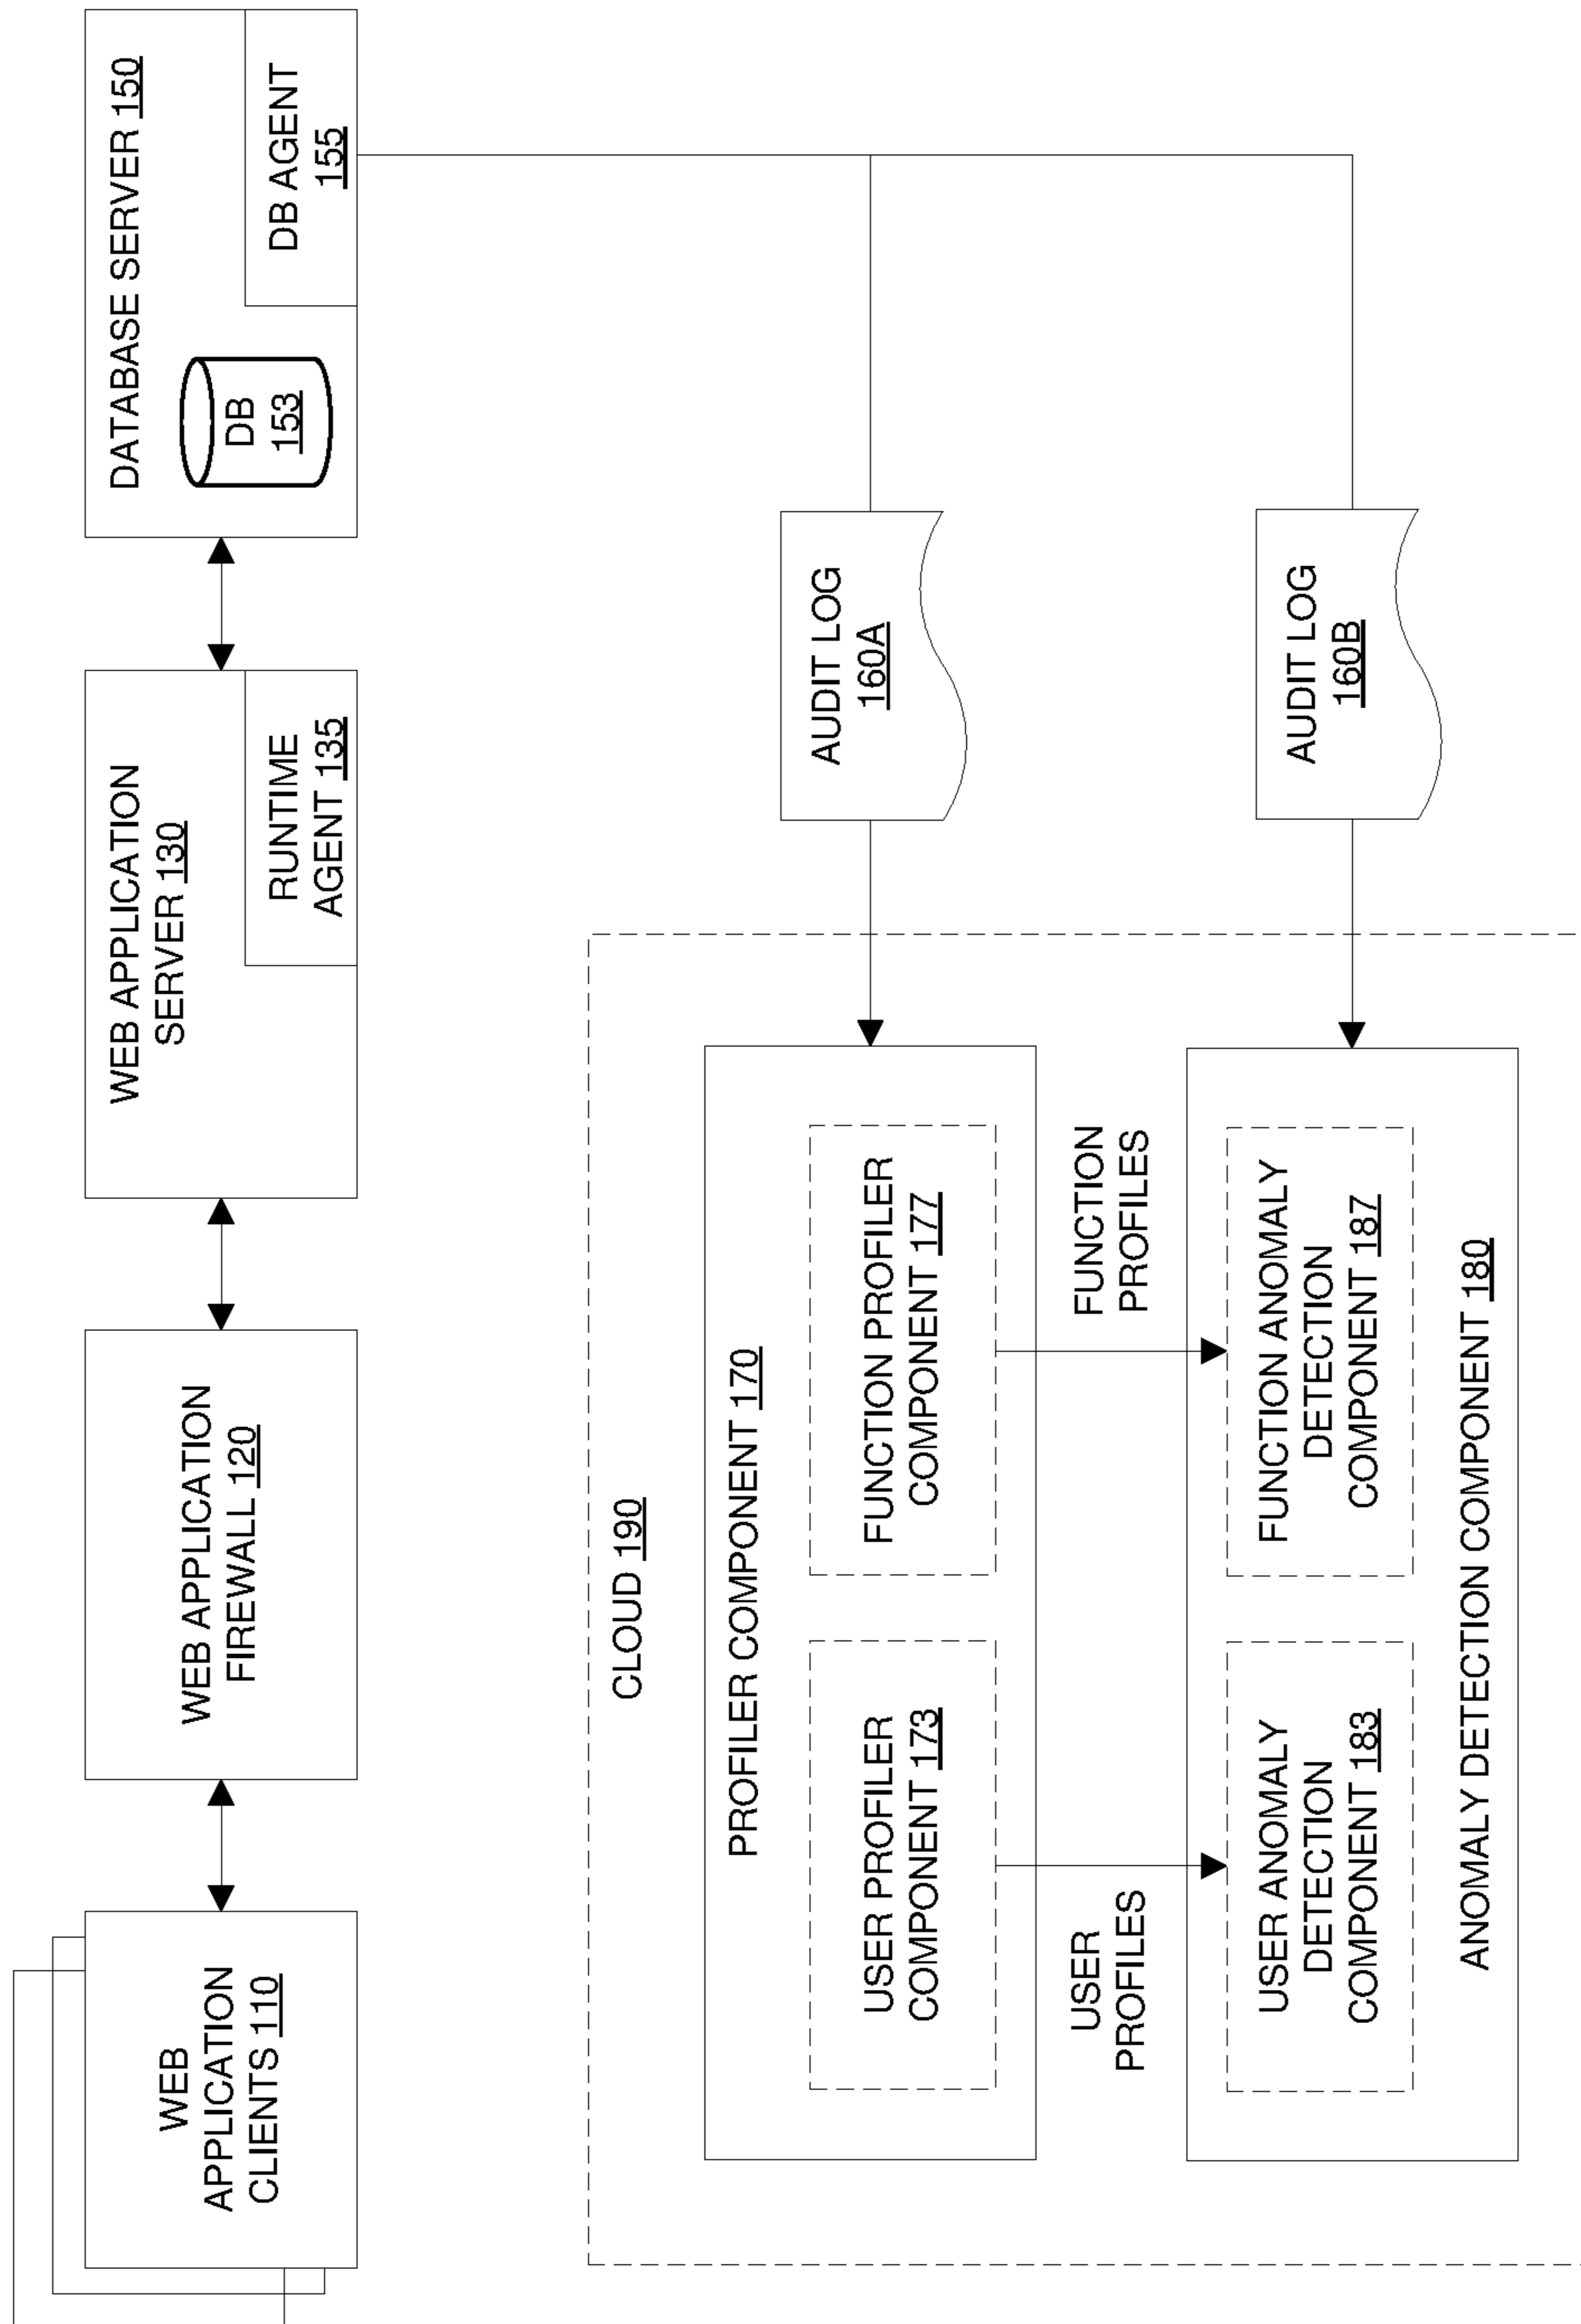 WEB
APPLICATION
CLIENTS 110
WEB APPLICATION
FIREWALL 120
WEB APPLICATION
SERVER 130
RUNTIME
AGENT 135
DATABASE SERVER 150
DB
153
DB AGENT
155
CLOUD 190
PROFILER COMPONENT 170
USER PROFILER
COMPONENT 173
FUNCTION PROFILER
COMPONENT 177
AUDIT LOG
160A
USER
PROFILES
FUNCTION
PROFILES
USER ANOMALY
DETECTION
COMPONENT 183
FUNCTION ANOMALY
DETECTION
COMPONENT 187
ANOMALY DETECTION COMPONENT 180
AUDIT LOG
160B